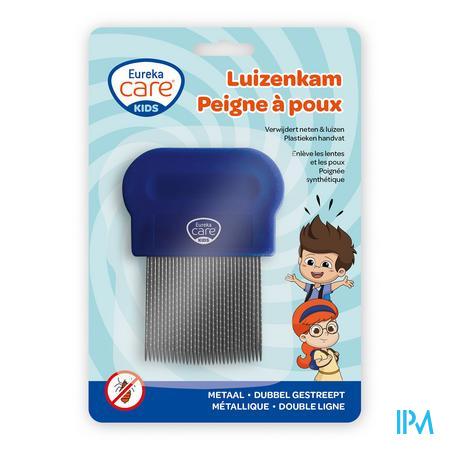 Eureka
care®
KIDS
Luizenkam
Peigne à poux
Verwijdert neten & luizen
Plastieken handvat
Enlève les lentes
et les poux
Poignée
synthétique
Eureka
care
KIDS
METAAL • DUBBEL GESTREEPT
MÉTALLIQUE • DOUBLE LIGNE
IPM